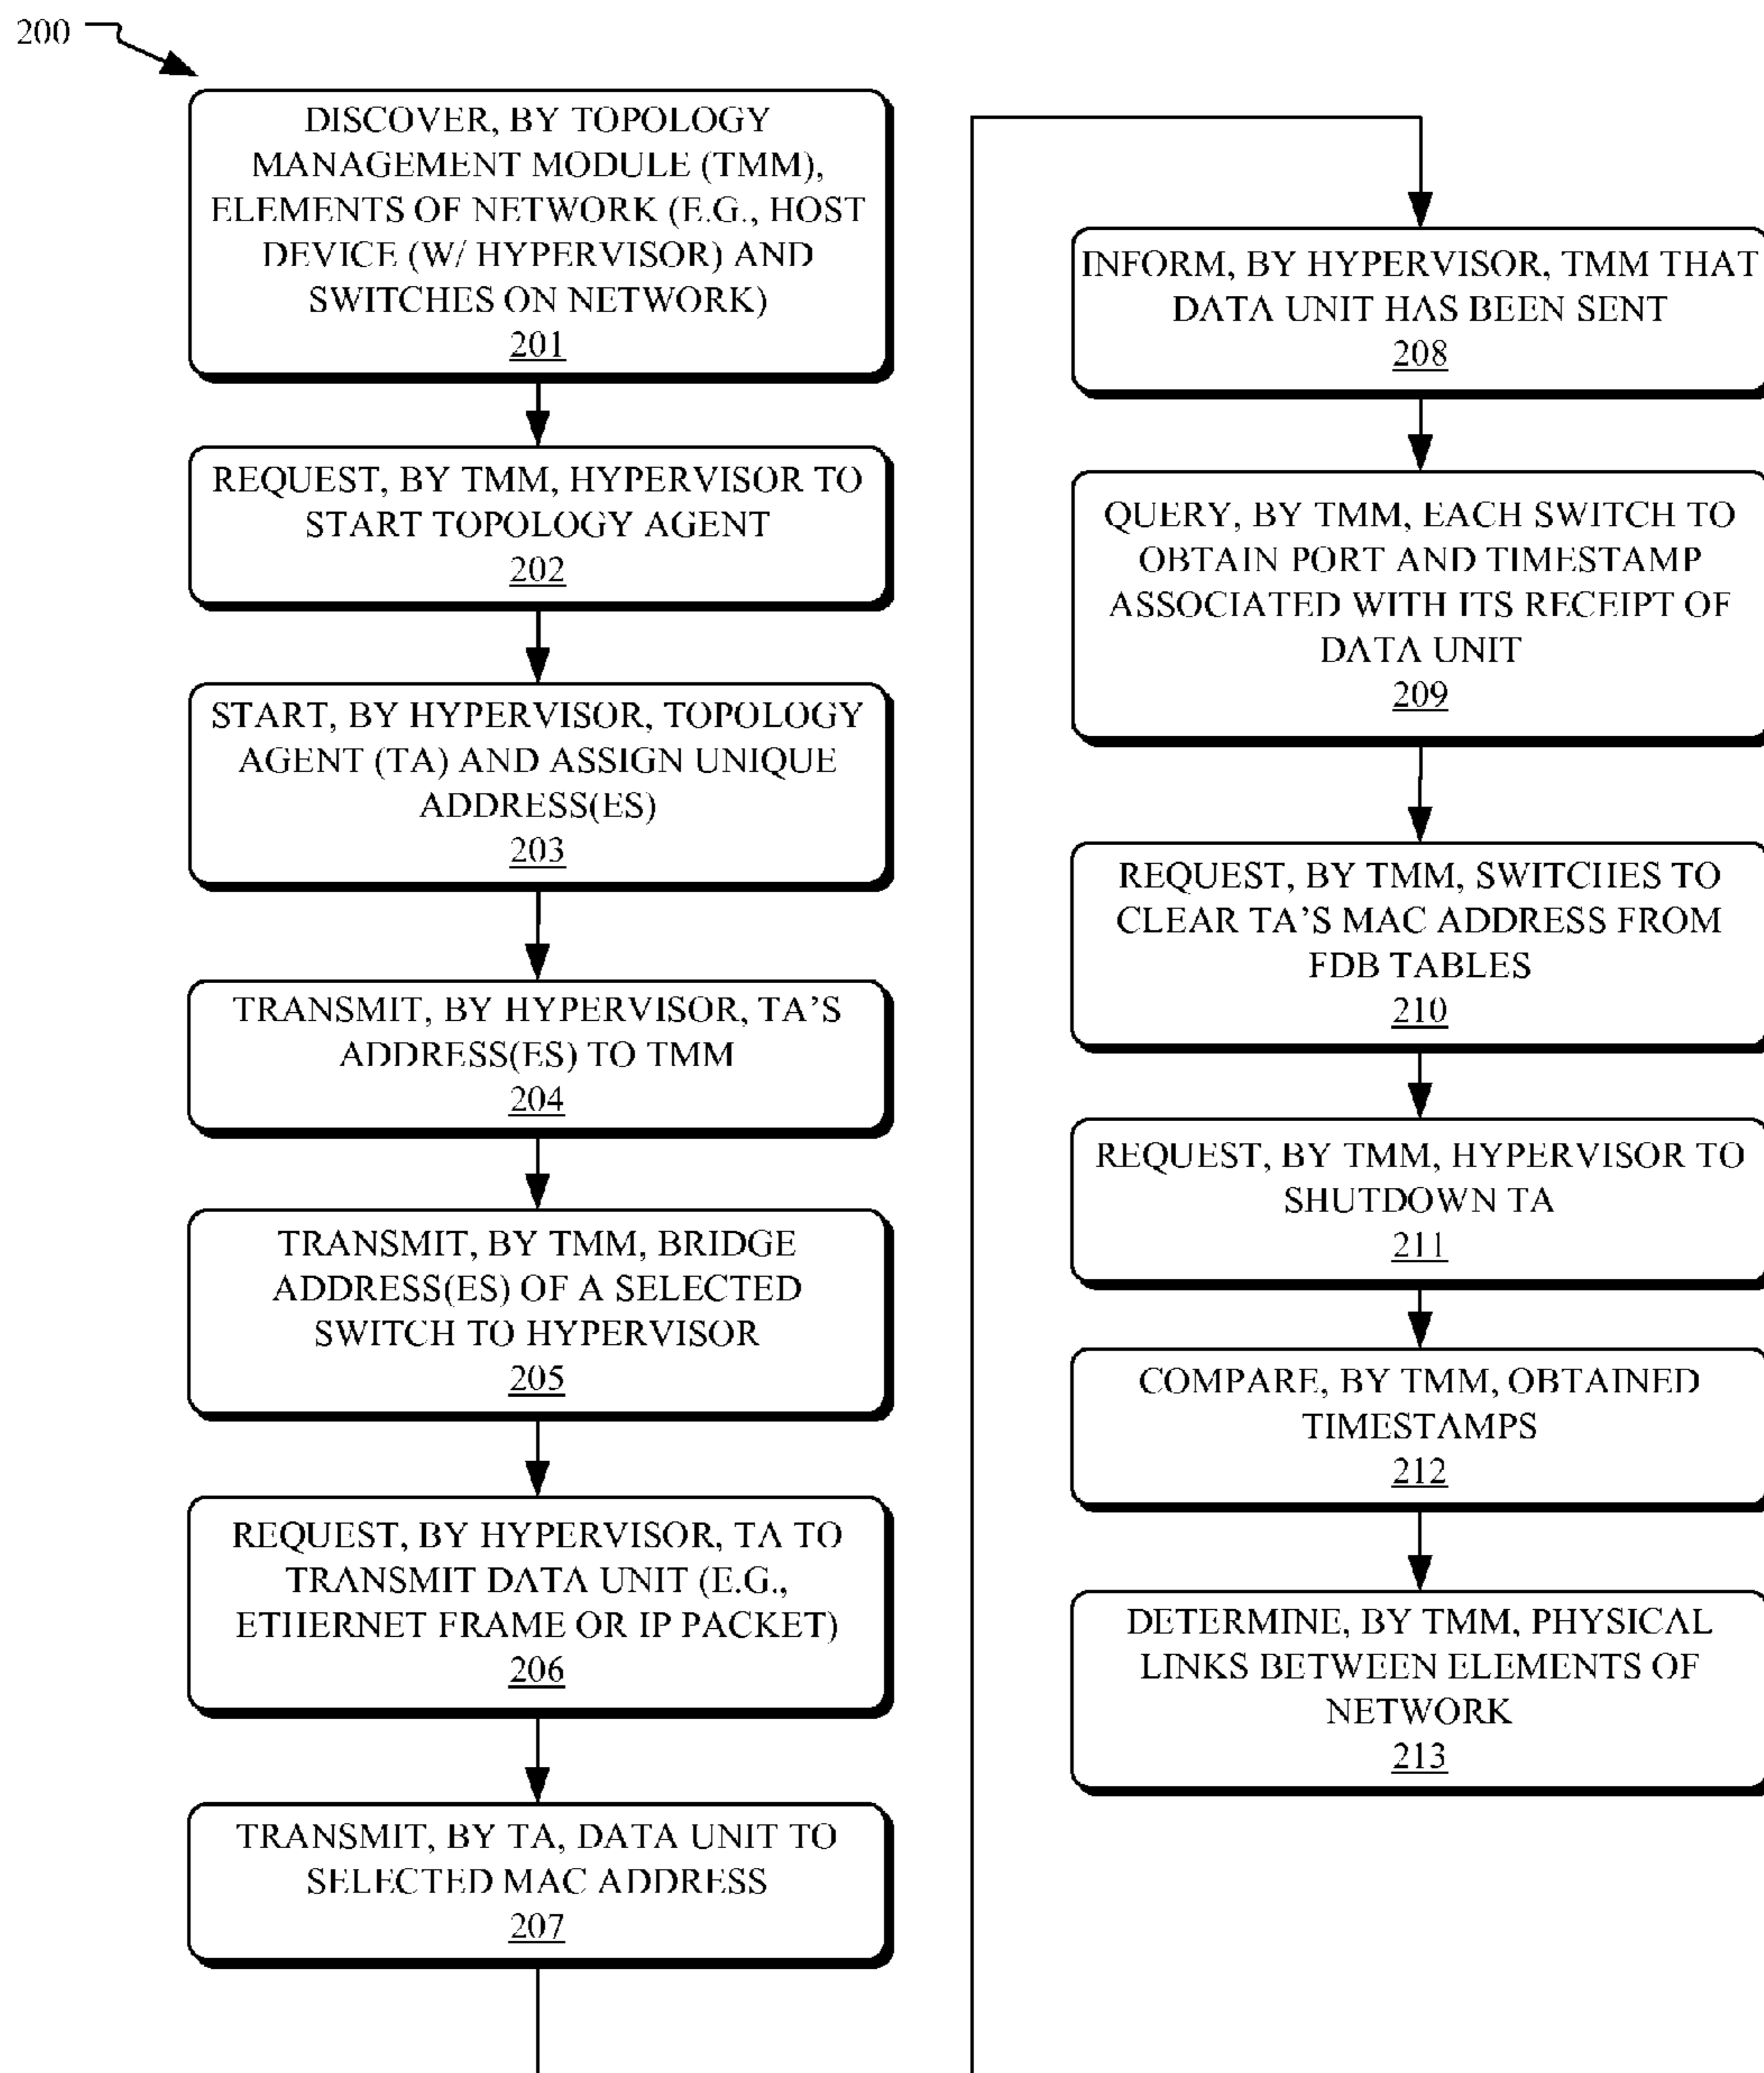 200
DISCOVER, BY TOPOLOGY
MANAGEMENT MODULE (TMM),
ELEMENTS OF NETWORK (E.G., HOST
DEVICE (W/ HYPERVISOR) AND
SWITCHES ON NETWORK)
201
REQUEST, BY TMM, HYPERVISOR TO
START TOPOLOGY AGENT
202
START, BY HYPERVISOR, TOPOLOGY
AGENT (TA) AND ASSIGN UNIQUE
ADDRESS(ES)
203
TRANSMIT, BY HYPERVISOR, TA'S
ADDRESS(ES) TO TMM
204
TRANSMIT, BY TMM, BRIDGE
ADDRESS(ES) OF A SELECTED
SWITCH TO HYPERVISOR
205
REQUEST, BY HYPERVISOR, TA TO
TRANSMIT DATA UNIT (E.G.,
ETHERNET FRAME OR IP PACKET)
206
TRANSMIT, BY TA, DATA UNIT TO
SELECTED MAC ADDRESS
207
INFORM, BY HYPERVISOR, TMM THAT
DATA UNIT HAS BEEN SENT
208
QUERY, BY TMM, EACH SWITCH TO
OBTAIN PORT AND TIMESTAMP
ASSOCIATED WITH ITS RECEIPT OF
DATA UNIT
209
REQUEST, BY TMM, SWITCHES TO
CLEAR TA'S MAC ADDRESS FROM
FDB TABLES
210
REQUEST, BY TMM, HYPERVISOR TO
SHUTDOWN TA
211
COMPARE, BY TMM, OBTAINED
TIMESTAMPS
212
DETERMINE, BY TMM, PHYSICAL
LINKS BETWEEN ELEMENTS OF
NETWORK
213